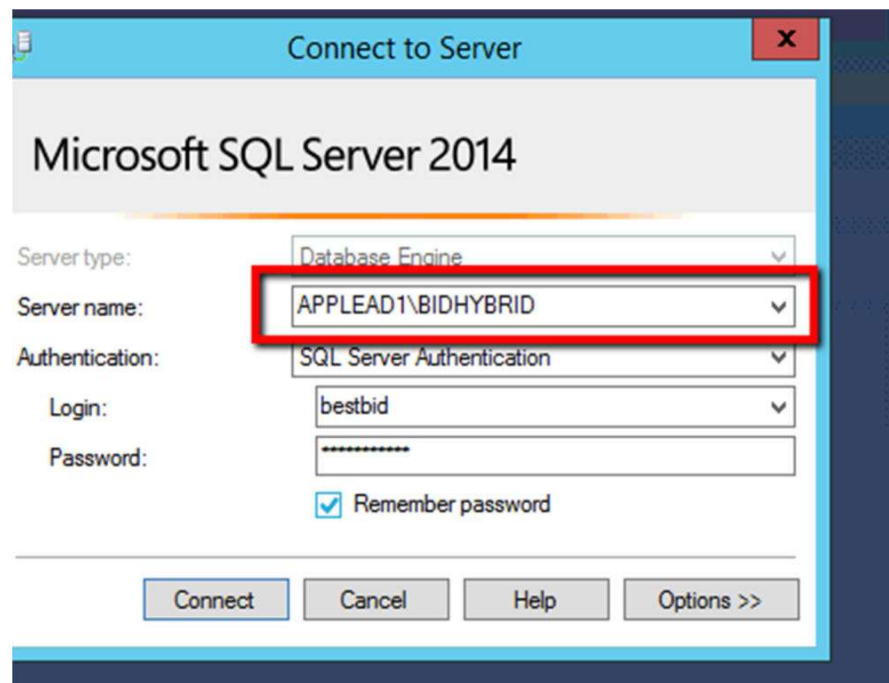 Connect to Server
x
Microsoft SQL Server 2014
Server type: Database Engine
Server name: APPLEAD1\BIDHYBRID
Authentication: SQL Server Authentication
Login: bestbid
Password: ***********
Remember password
Connect Cancel Help Options >>